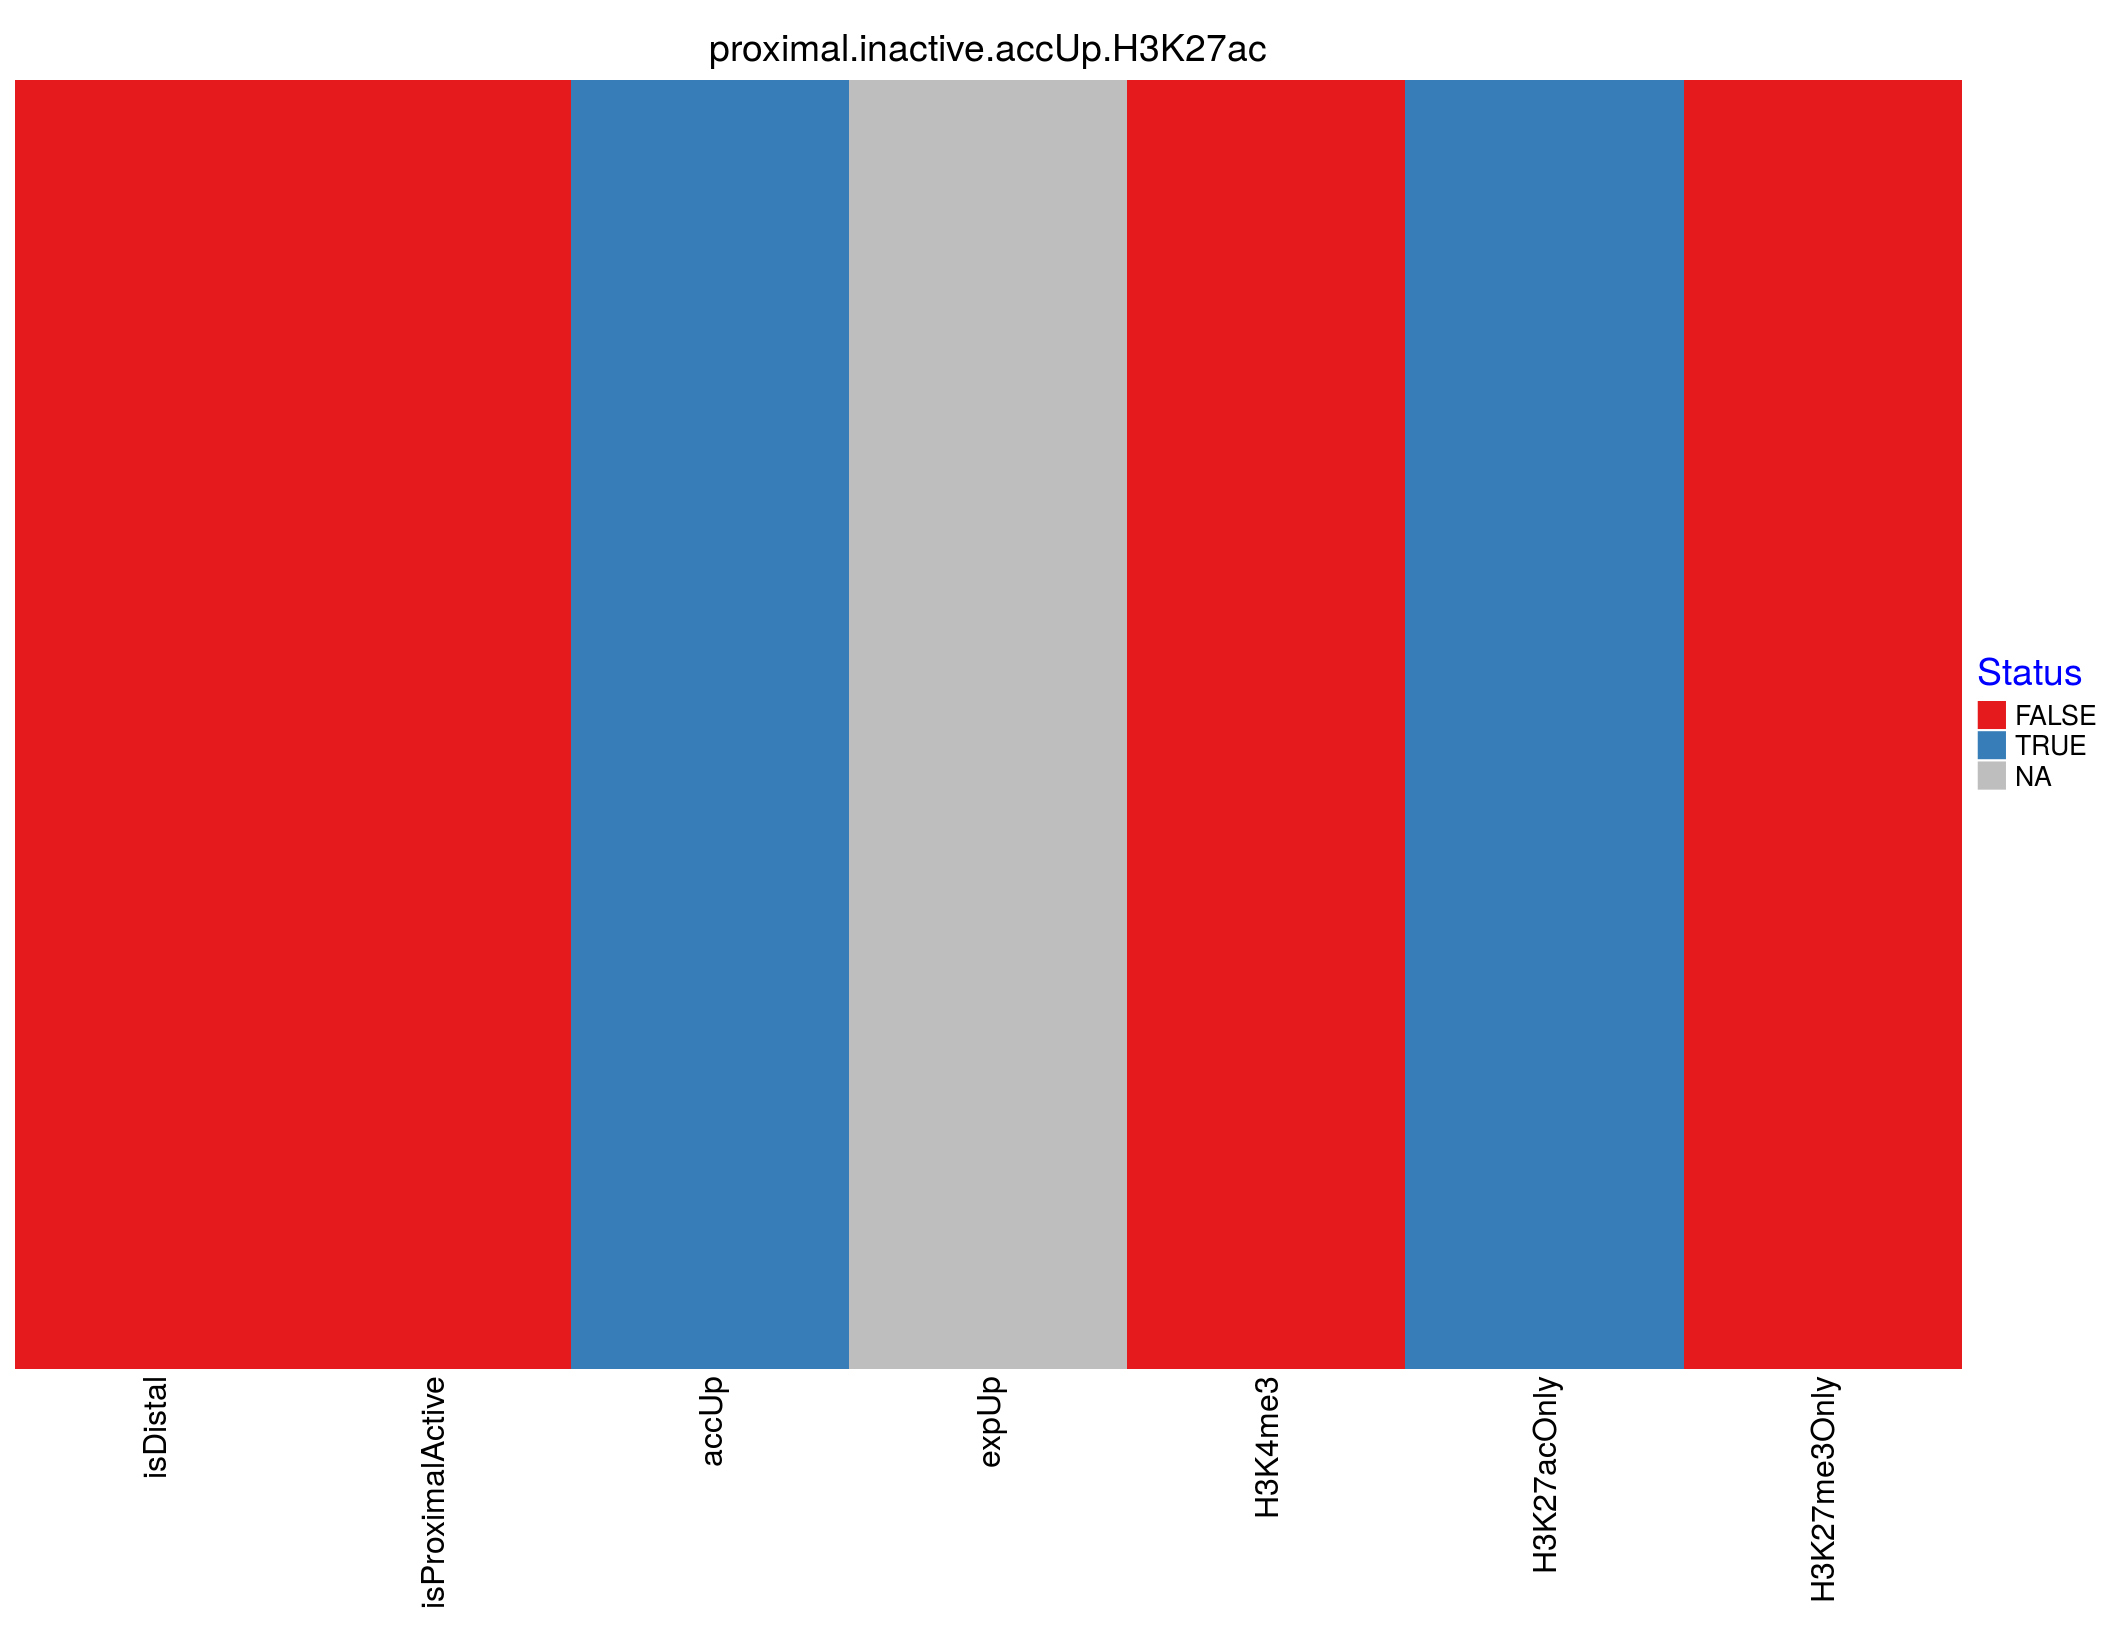 proximal.inactive.accUp.H3K27ac
Status
FALSE
TRUE
NA
isDistal
isProximalActive
accUp
expUp
H3K4me3
H3K27acOnly
H3K27me3Only